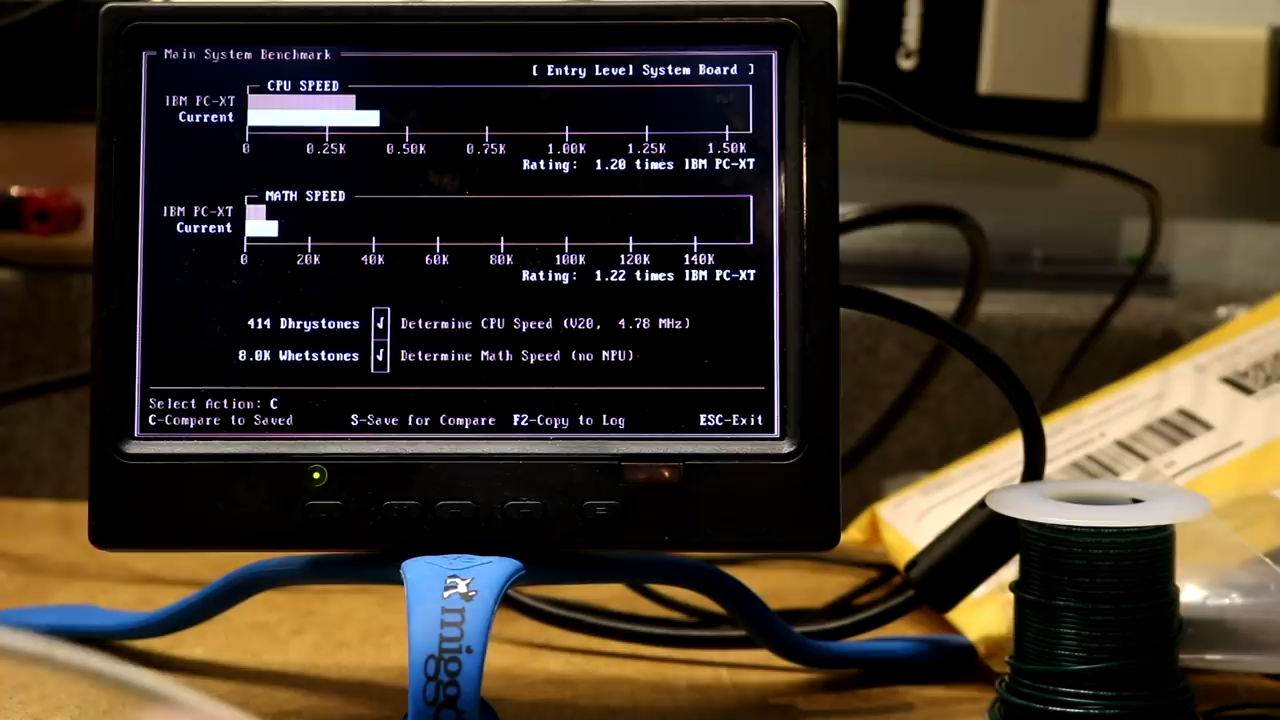 Main System Benchmark
[ Entry Level System Board ]
CPU SPEED
IBM PC-XT
Current
0 0.25K 0.50K 0.75K 1.00K 1.25K 1.50K
Rating: 1.20 times IBM PC-XT
MATH SPEED
IBM PC-XT
Current
0 20K 40K 60K 80K 100K 120K 140K
Rating: 1.22 times IBM PC-XT
414 Dhrystones √ Determine CPU Speed (V20, 4.78 MHz)
8.0K Whetstones √ Determine Math Speed (no NPU)
Select Action: C
C-Compare to Saved S-Save for Compare F2-Copy to Log ESC-Exit
miggo